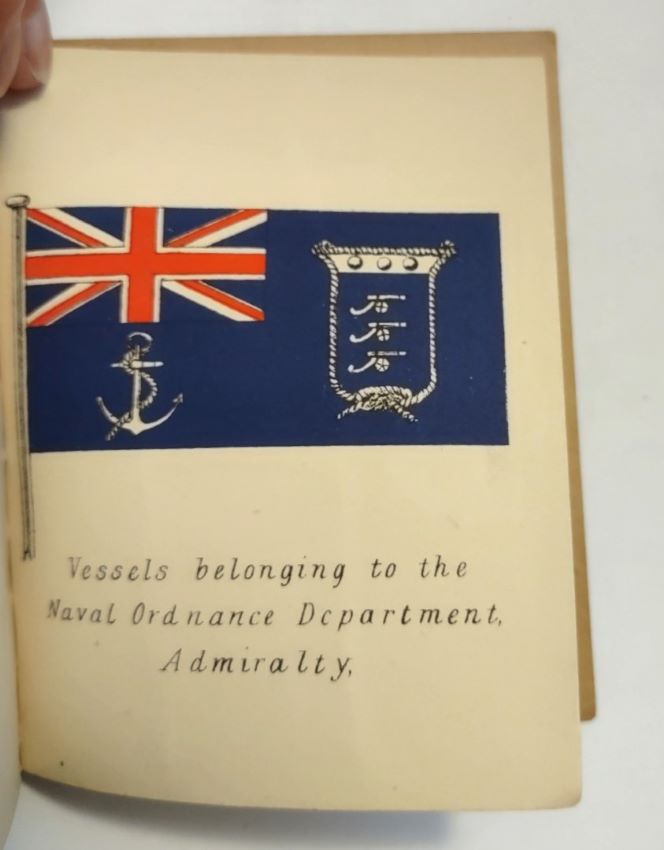 Vessels belonging to the
Naval Ordnance Department,
Admiralty,